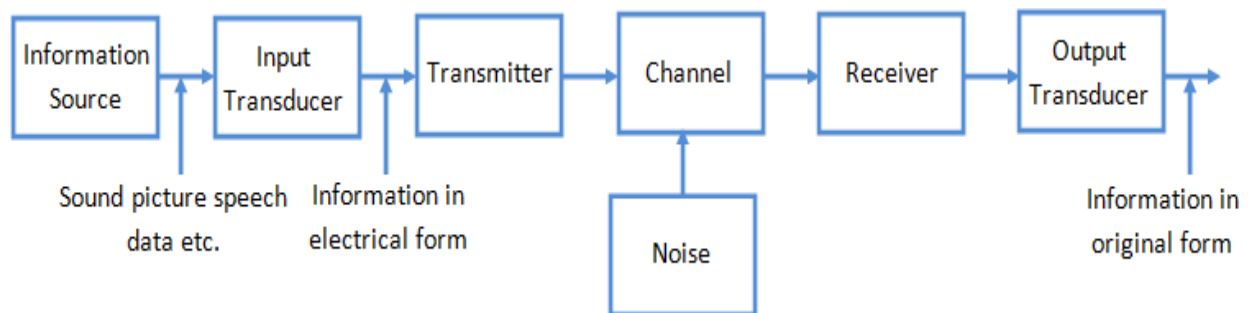 Information
Source
Input
Transducer
Transmitter
Channel
Receiver
Output
Transducer
Sound picture speech
data etc.
Information in
electrical form
Noise
Information in
original form